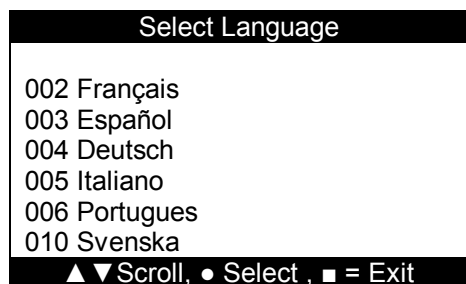 Select Language
002 Français
003 Español
004 Deutsch
005 Italiano
006 Portugues
010 Svenska
▲▼Scroll, ● Select , ■ = Exit